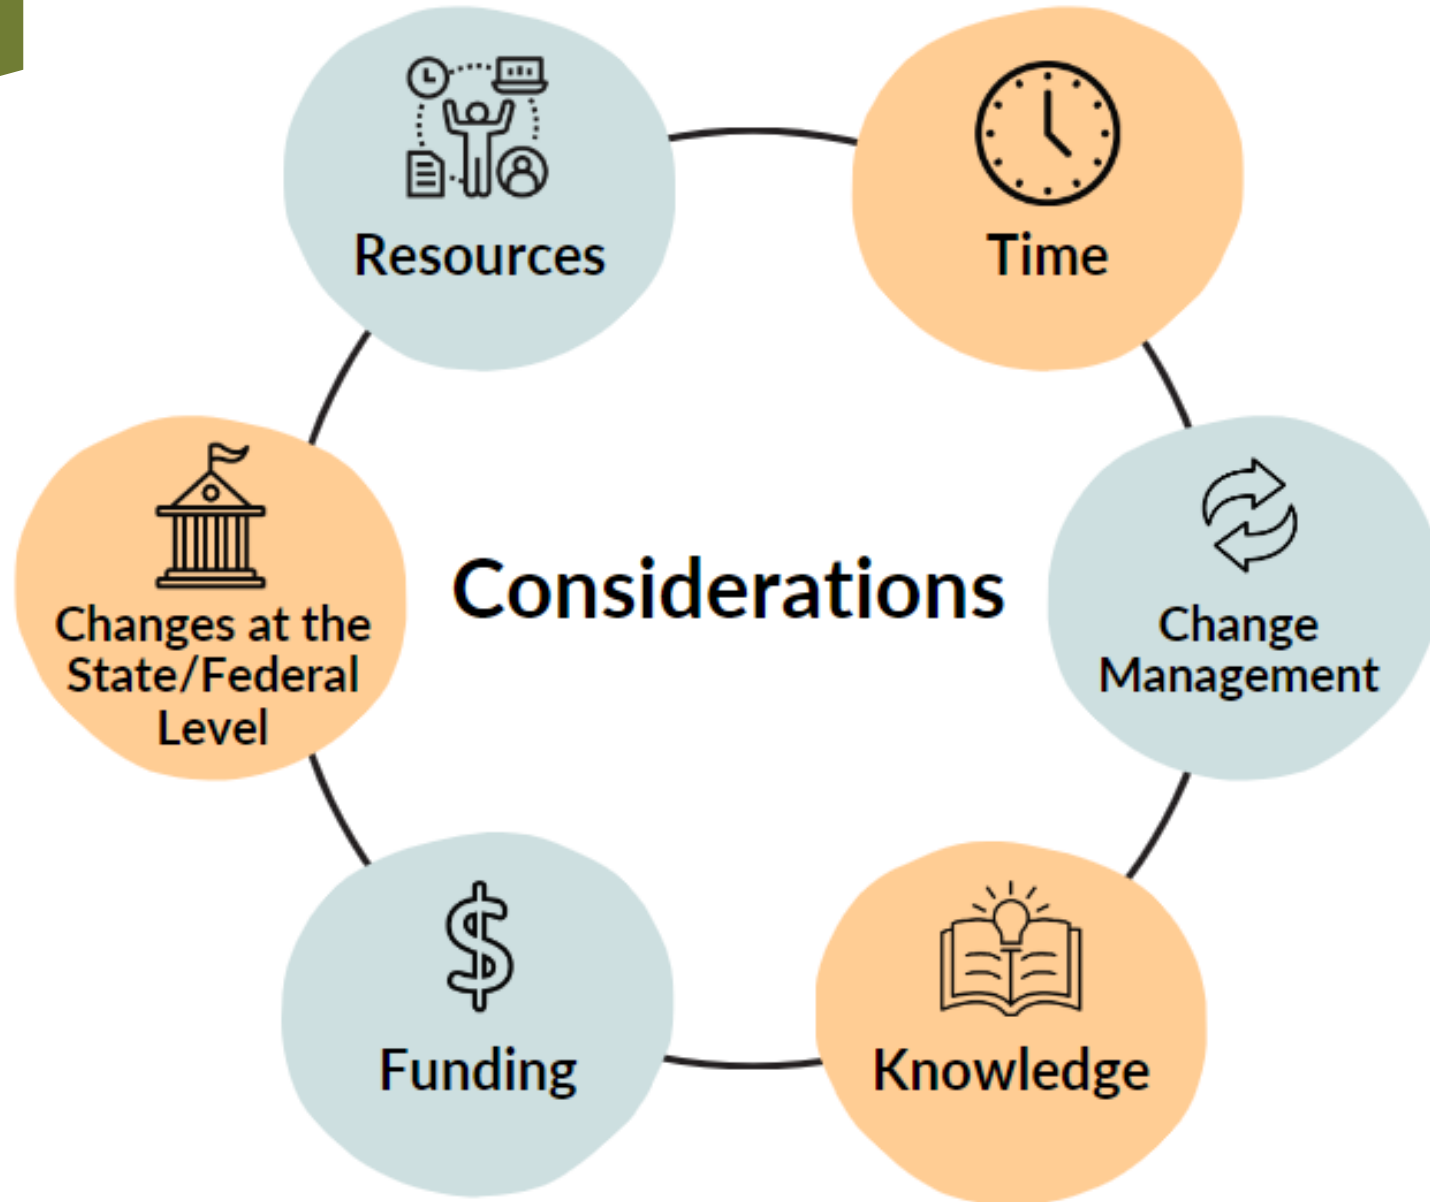 Resources
Time
Considerations
Changes at the
State/Federal
Level
Change
Management
Funding
Knowledge